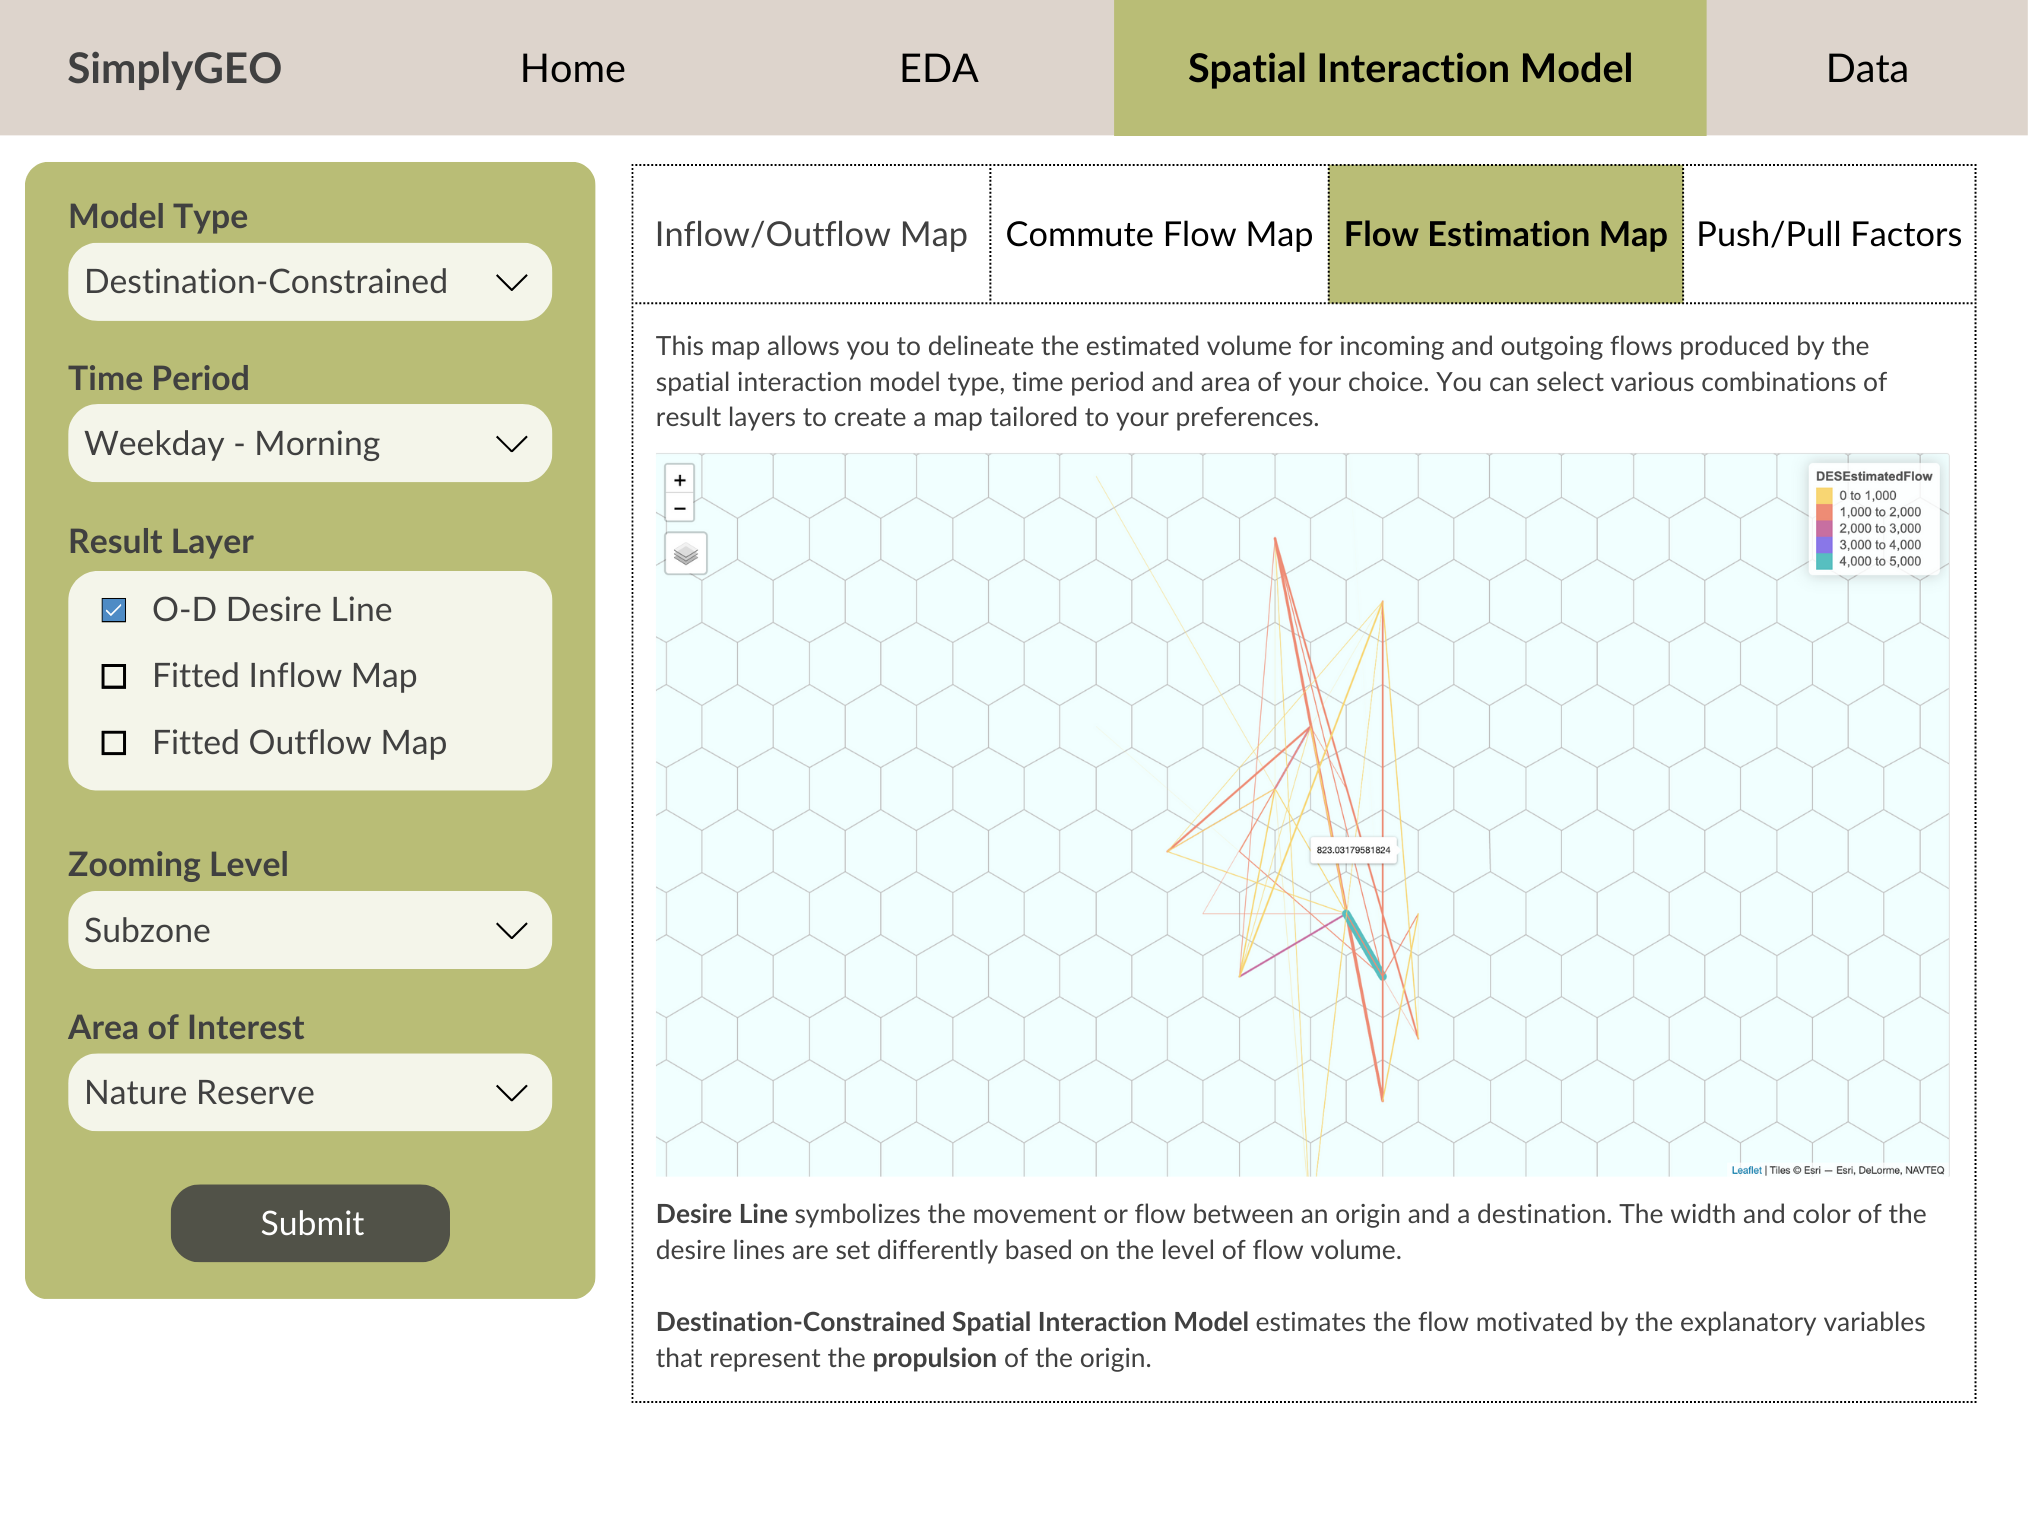 SimplyGEO
Home
EDA
Spatial Interaction Model
Data
Model Type
Destination-Constrained
Time Period
Weekday - Morning
Result Layer
O-D Desire Line
Fitted Inflow Map
Fitted Outflow Map
Zooming Level
Subzone
Area of Interest
Nature Reserve
Submit
Inflow/Outflow Map
Commute Flow Map
Flow Estimation Map
Push/Pull Factors
This map allows you to delineate the estimated volume for incoming and outgoing flows produced by the
spatial interaction model type, time period and area of your choice. You can select various combinations of
result layers to create a map tailored to your preferences.
+
−
DESEstimatedFlow
0 to 1,000
1,000 to 2,000
2,000 to 3,000
3,000 to 4,000
4,000 to 5,000
823.03179581824
Leaflet | Tiles © Esri — Esri, DeLorme, NAVTEQ
Desire Line symbolizes the movement or flow between an origin and a destination. The width and color of the
desire lines are set differently based on the level of flow volume.
Destination-Constrained Spatial Interaction Model estimates the flow motivated by the explanatory variables
that represent the propulsion of the origin.